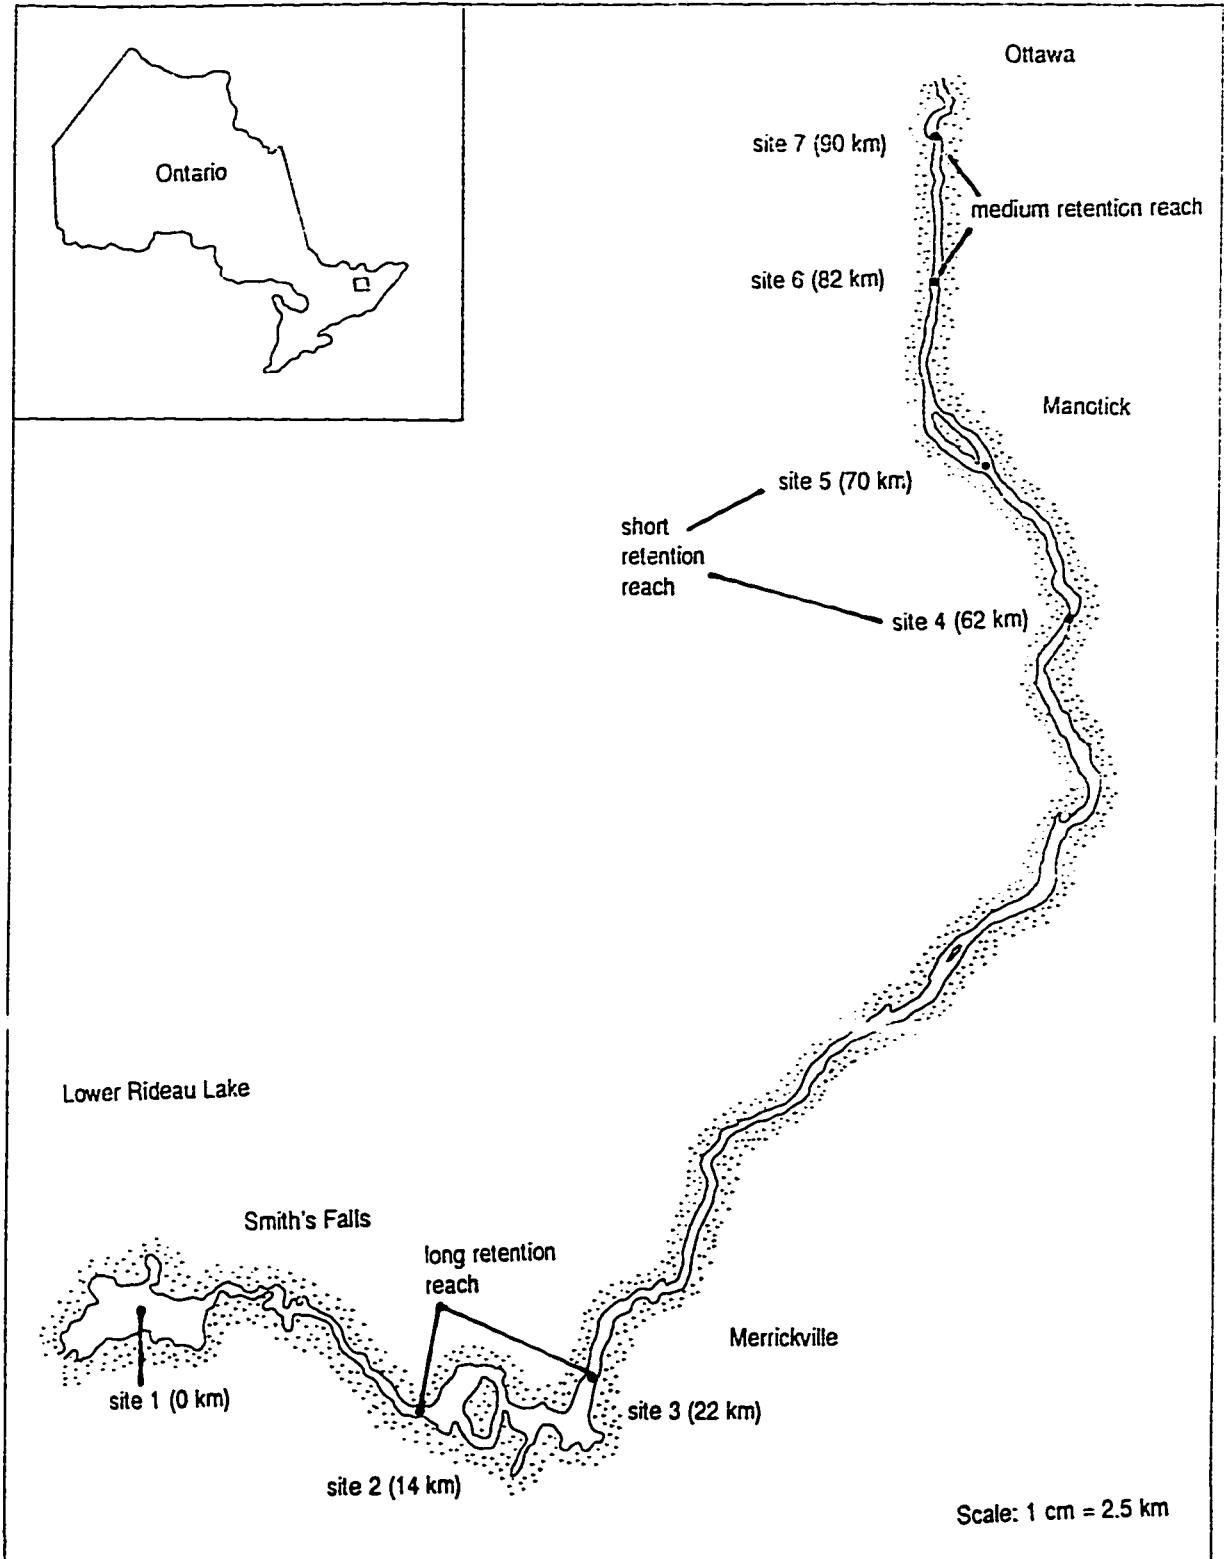 Ottawa
site 7 (90 km)
Ontario
medium retention reach
site 6 (82 km)
Manotick
site 5 (70 km)
short
retention
reach
site 4 (62 km)
Lower Rideau Lake
Smith's Falls
long retention
reach
Merrickville
site 1 (0 km)
site 3 (22 km)
site 2 (14 km)
Scale: 1 cm = 2.5 km